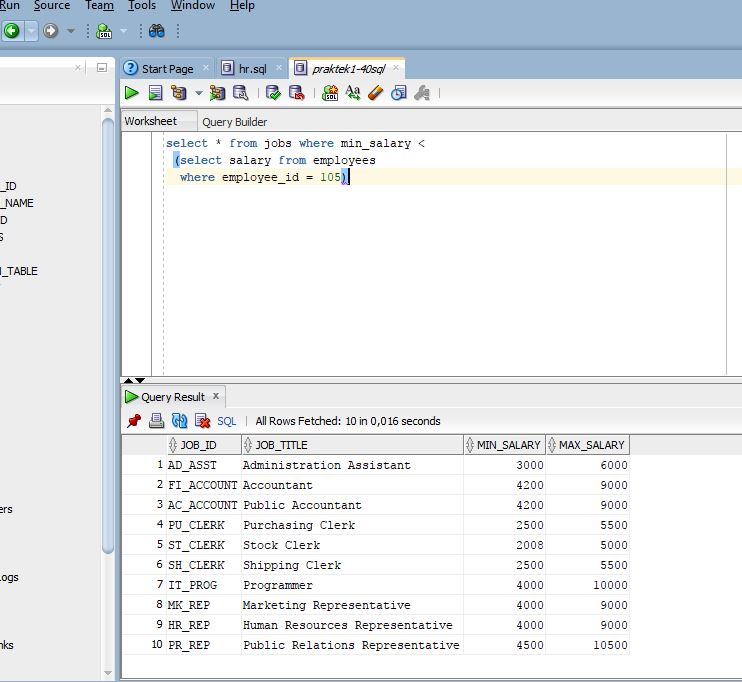 Run Source Team Tools Window Help
Start Page hr.sql praktek1-40sql
Worksheet Query Builder
select * from jobs where min_salary <
(select salary from employees
where employee_id = 105)
_ID
_NAME
D
S
_TABLE
ers
ogs
nks
Query Result x
SQL All Rows Fetched: 10 in 0,016 seconds
JOB_ID JOB_TITLE MIN_SALARY MAX_SALARY
1 AD_ASST Administration Assistant 3000 6000
2 FI_ACCOUNT Accountant 4200 9000
3 AC_ACCOUNT Public Accountant 4200 9000
4 PU_CLERK Purchasing Clerk 2500 5500
5 ST_CLERK Stock Clerk 2008 5000
6 SH_CLERK Shipping Clerk 2500 5500
7 IT_PROG Programmer 4000 10000
8 MK_REP Marketing Representative 4000 9000
9 HR_REP Human Resources Representative 4000 9000
10 PR_REP Public Relations Representative 4500 10500